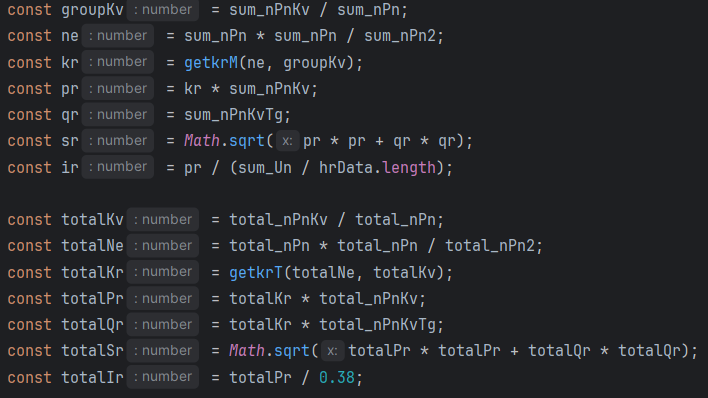 const groupKv : number = sum_nPnKv / sum_nPn;
const ne : number = sum_nPn * sum_nPn / sum_nPn2;
const kr : number = getkrM(ne, groupKv);
const pr : number = kr * sum_nPnKv;
const qr : number = sum_nPnKvTg;
const sr : number = Math.sqrt( x: pr * pr + qr * qr);
const ir : number = pr / (sum_Un / hrData.length);
const totalKv : number = total_nPnKv / total_nPn;
const totalNe : number = total_nPn * total_nPn / total_nPn2;
const totalKr : number = getkrT(totalNe, totalKv);
const totalPr : number = totalKr * total_nPnKv;
const totalQr : number = totalKr * total_nPnKvTg;
const totalSr : number = Math.sqrt( x: totalPr * totalPr + totalQr * totalQr);
const totalIr : number = totalPr / 0.38;